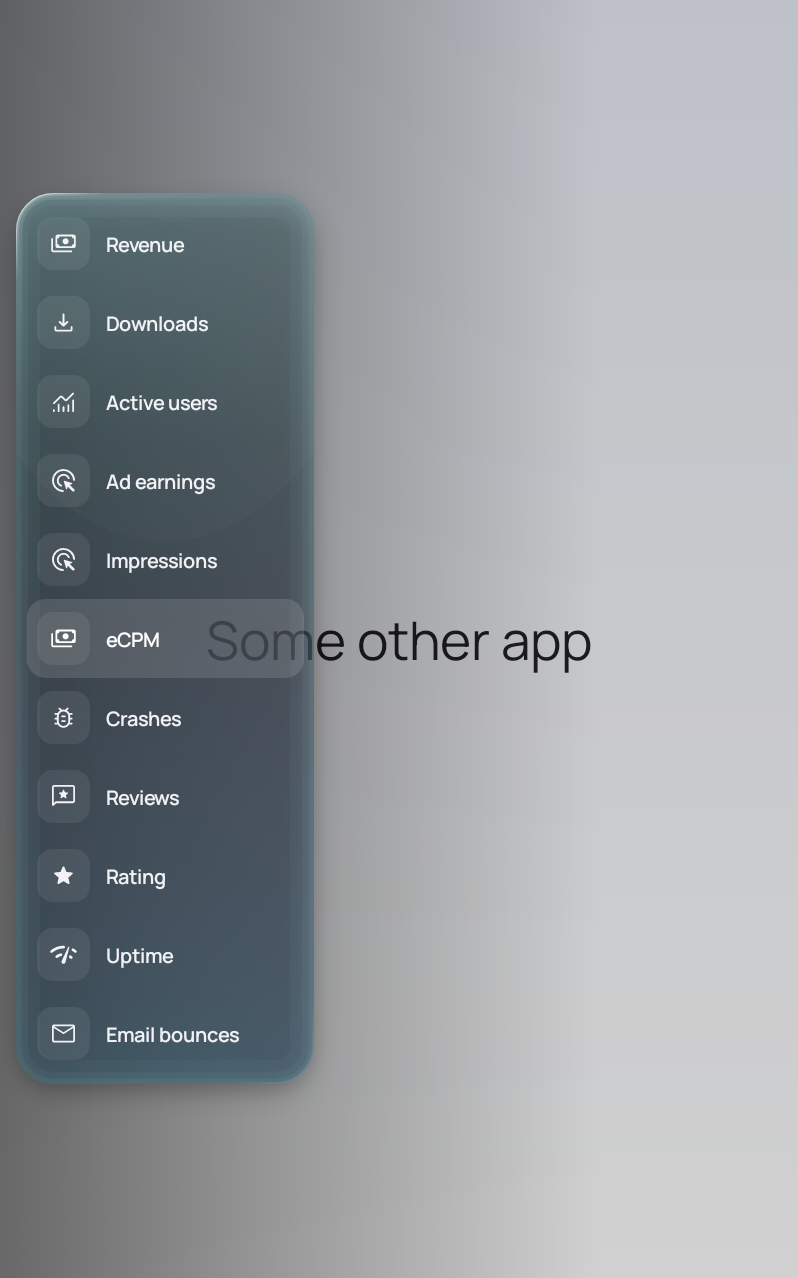 Revenue
Downloads
Active users
Ad earnings
Impressions
eCPM
Some other app
Crashes
Reviews
Rating
Uptime
Email bounces